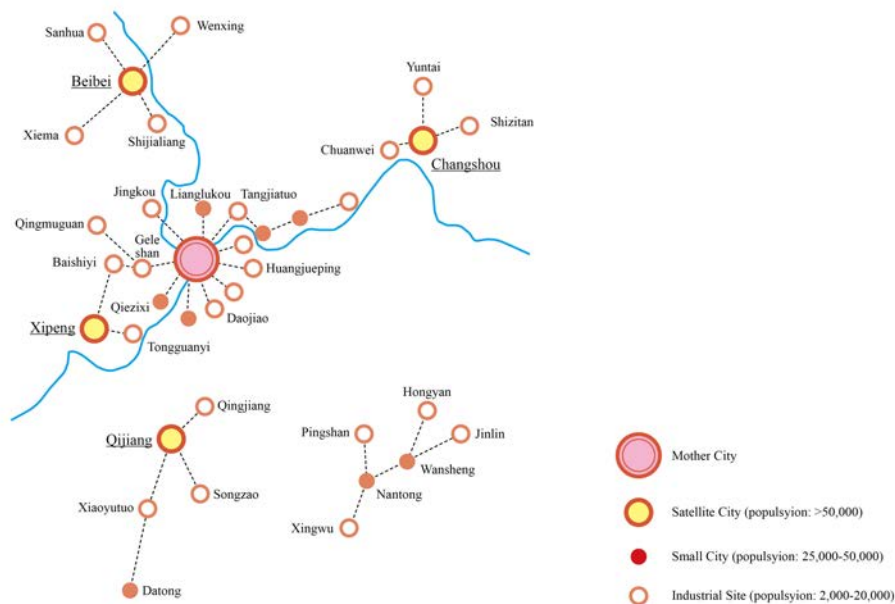 Sanhua
Wenxing
Beibei
Xiema
Shijialiang
Yuntai
Shizitan
Chuanwei
Changshou
Jingkou
Lianglukou
Tangjiatuo
Qingmuguan
Gele
shan
Baishiyi
Huangjueping
Qiezixi
Daojiao
Xipeng
Tongguanyi
Qingjiang
Qijiang
Songzao
Xiaoyutuo
Datong
Hongyan
Pingshan
Jinlin
Wansheng
Nantong
Xingwu
Mother City
Satellite City (populsyion: >50,000)
Small City (populsyion: 25,000-50,000)
Industrial Site (populsyion: 2,000-20,000)